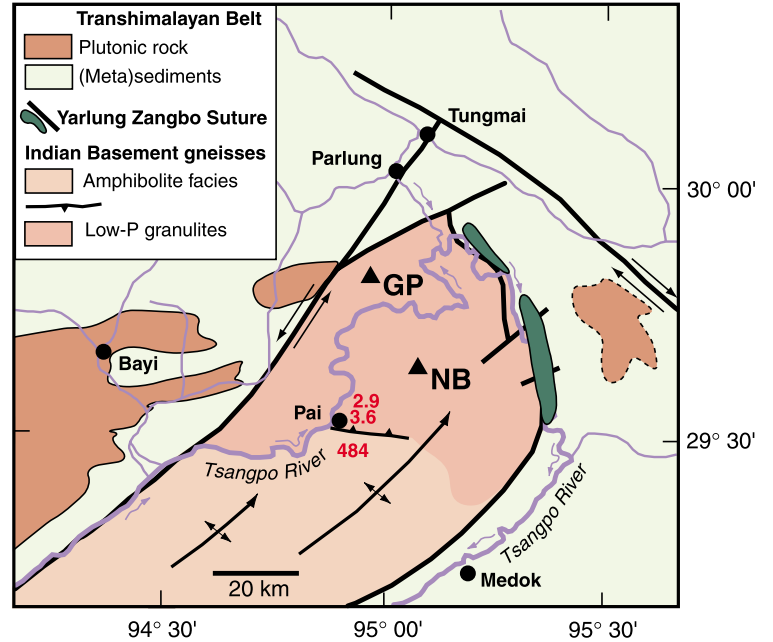 Transhimalayan Belt
Plutonic rock
(Meta)sediments
Yarlung Zangbo Suture
Indian Basement gneisses
Amphibolite facies
Low-P granulites
Tungmai
Parlung
30° 00'
GP
Bayi
NB
2.9
Pai
3.6
484
29° 30'
Tsangpo River
Tsangpo River
20 km
Medok
94° 30'
95° 00'
95° 30'